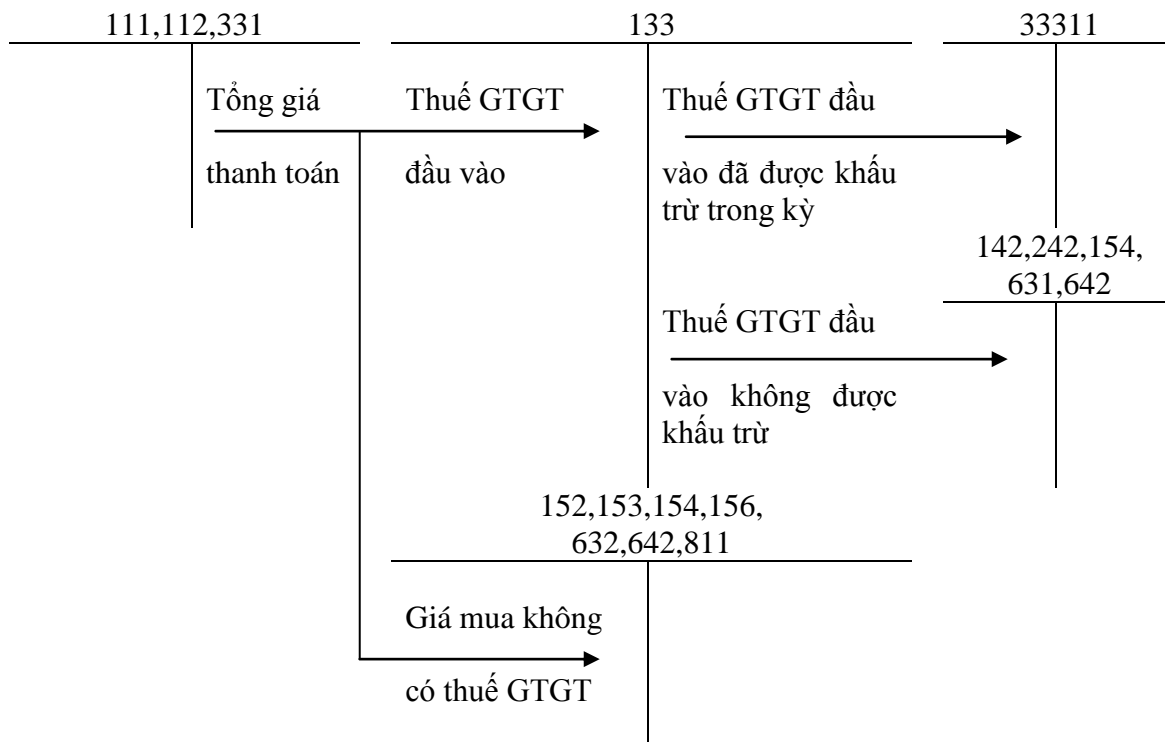 111,112,331
133
33311
Tổng giá
thanh toán
Thuế GTGT
đầu vào
Thuế GTGT đầu
vào đã được khấu
trừ trong kỳ
142,242,154,
631,642
Thuế GTGT đầu
vào không được
khấu trừ
152,153,154,156,
632,642,811
Giá mua không
có thuế GTGT